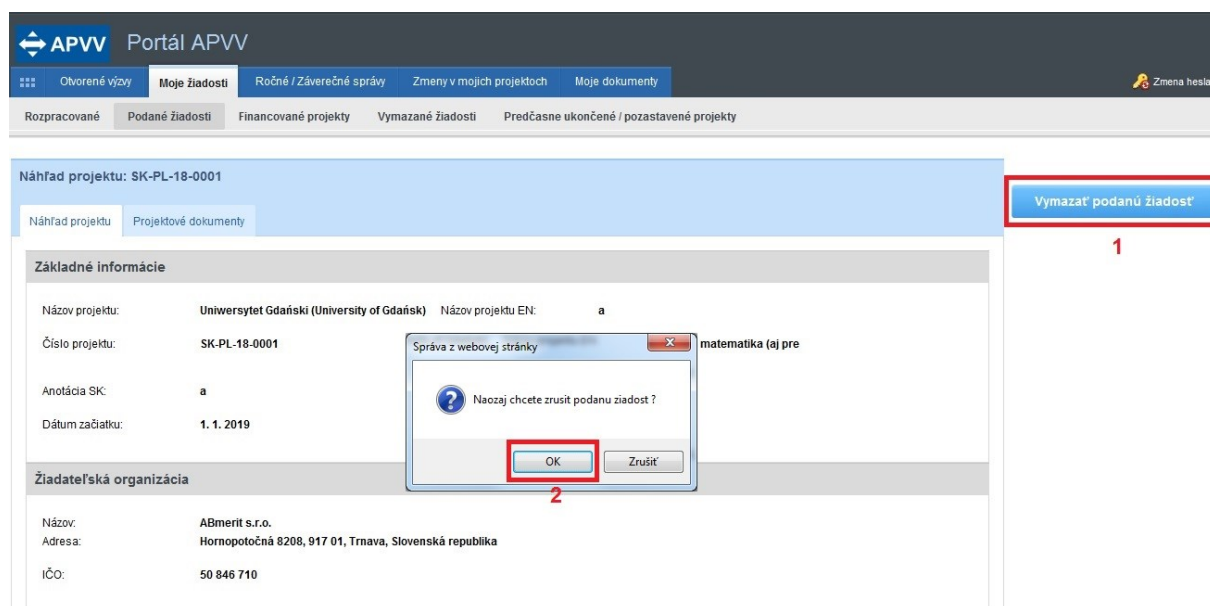 APVV Portál APVV
Otvorené výzvy Moje žiadosti Ročné / Záverečné správy Zmeny v mojich projektoch Moje dokumenty Zmena hesla
Rozpracované Podané žiadosti Financované projekty Vymazané žiadosti Predčasne ukončené / pozastavené projekty
Náhľad projektu: SK-PL-18-0001
Vymazať podanú žiadosť
Náhľad projektu Projektové dokumenty
1
Základné informácie
Názov projektu: Uniwersytet Gdański (University of Gdańsk) Názov projektu EN: a
Číslo projektu: SK-PL-18-0001 matematika (aj pre
Správa z webovej stránky
Anotácia SK: a
Naozaj chcete zrusit podanu ziadost ?
Dátum začiatku: 1. 1. 2019
OK Zrušiť
2
Žiadateľská organizácia
Názov: ABmerit s.r.o.
Adresa: Hornopotočná 8208, 917 01, Trnava, Slovenská republika
IČO: 50 846 710